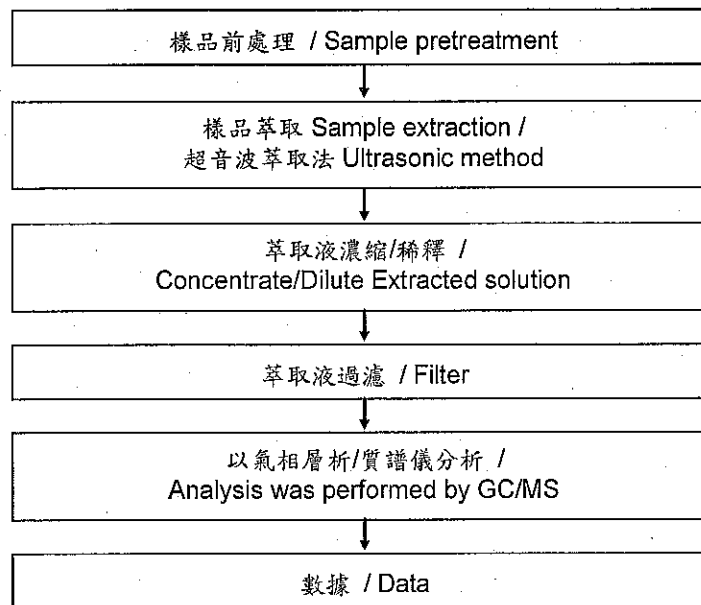 樣品前處理 / Sample pretreatment
樣品萃取 Sample extraction /
超音波萃取法 Ultrasonic method
萃取液濃縮/稀釋 /
Concentrate/Dilute Extracted solution
萃取液過濾 / Filter
以氣相層析/質譜儀分析 /
Analysis was performed by GC/MS
數據 / Data